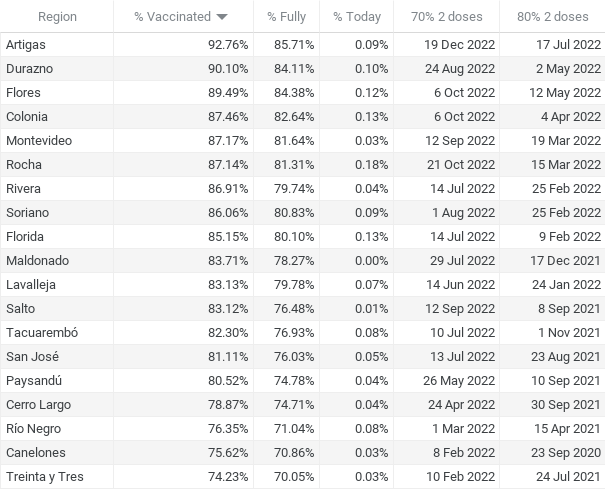 Region % Vaccinated % Fully % Today 70% 2 doses 80% 2 doses
Artigas 92.76% 85.71% 0.09% 19 Dec 2022 17 Jul 2022
Durazno 90.10% 84.11% 0.10% 24 Aug 2022 2 May 2022
Flores 89.49% 84.38% 0.12% 6 Oct 2022 12 May 2022
Colonia 87.46% 82.64% 0.13% 6 Oct 2022 4 Apr 2022
Montevideo 87.17% 81.64% 0.03% 12 Sep 2022 19 Mar 2022
Rocha 87.14% 81.31% 0.18% 21 Oct 2022 15 Mar 2022
Rivera 86.91% 79.74% 0.04% 14 Jul 2022 25 Feb 2022
Soriano 86.06% 80.83% 0.09% 1 Aug 2022 25 Feb 2022
Florida 85.15% 80.10% 0.13% 14 Jul 2022 9 Feb 2022
Maldonado 83.71% 78.27% 0.00% 29 Jul 2022 17 Dec 2021
Lavalleja 83.13% 79.78% 0.07% 14 Jun 2022 24 Jan 2022
Salto 83.12% 76.48% 0.01% 12 Sep 2022 8 Sep 2021
Tacuarembó 82.30% 76.93% 0.08% 10 Jul 2022 1 Nov 2021
San José 81.11% 76.03% 0.05% 13 Jul 2022 23 Aug 2021
Paysandú 80.52% 74.78% 0.04% 26 May 2022 10 Sep 2021
Cerro Largo 78.87% 74.71% 0.04% 24 Apr 2022 30 Sep 2021
Río Negro 76.35% 71.04% 0.08% 1 Mar 2022 15 Apr 2021
Canelones 75.62% 70.86% 0.03% 8 Feb 2022 23 Sep 2020
Treinta y Tres 74.23% 70.05% 0.03% 10 Feb 2022 24 Jul 2021